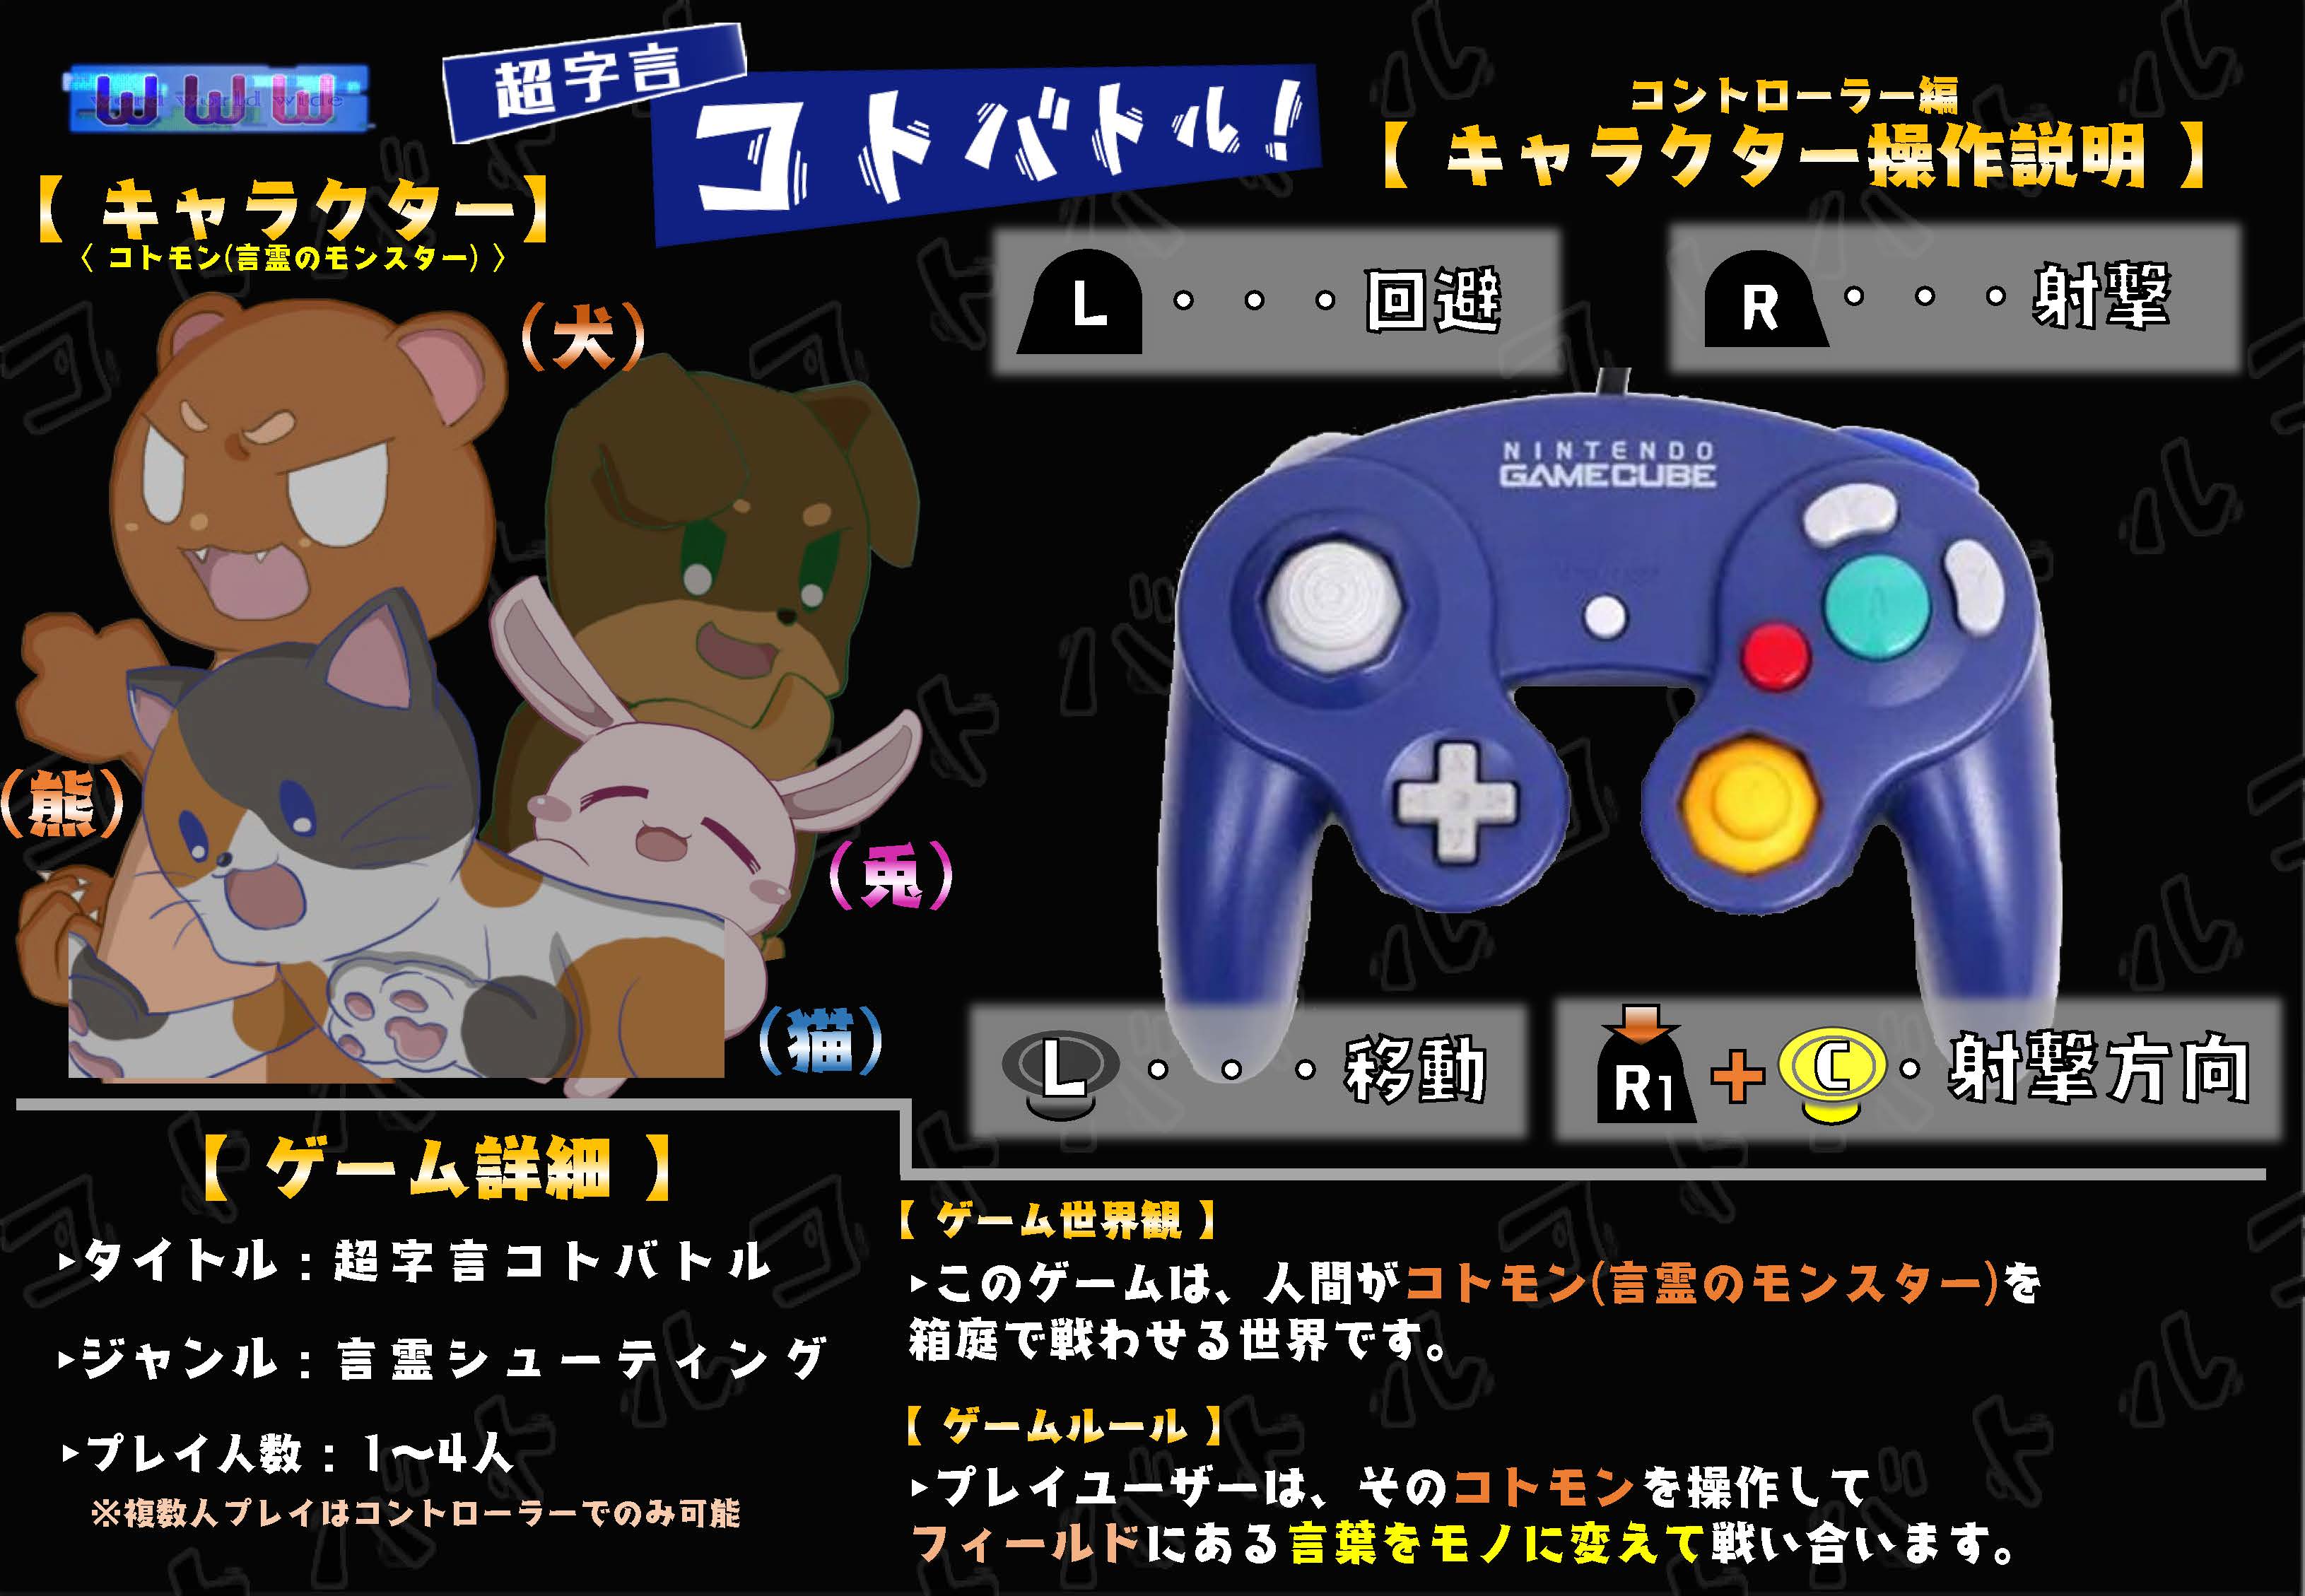 W W W
word world wide
超字言
コトバトル!
コントローラー編
【 キャラクター操作説明 】
【 キャラクター】
〈 コトモン(言霊のモンスター) 〉
(犬)
(熊)
(兎)
(猫)
L ・・・回避
R ・・・射撃
NINTENDO
GAMECUBE
L ・・・移動
R1 + C ・射撃方向
【 ゲーム詳細 】
▸タイトル:超字言コトバトル
▸ジャンル:言霊シューティング
▸プレイ人数:1〜4人
※複数人プレイはコントローラーでのみ可能
【 ゲーム世界観 】
▸このゲームは、人間がコトモン(言霊のモンスター)を
箱庭で戦わせる世界です。
【 ゲームルール 】
▸プレイユーザーは、そのコトモンを操作して
フィールドにある言葉をモノに変えて戦い合います。